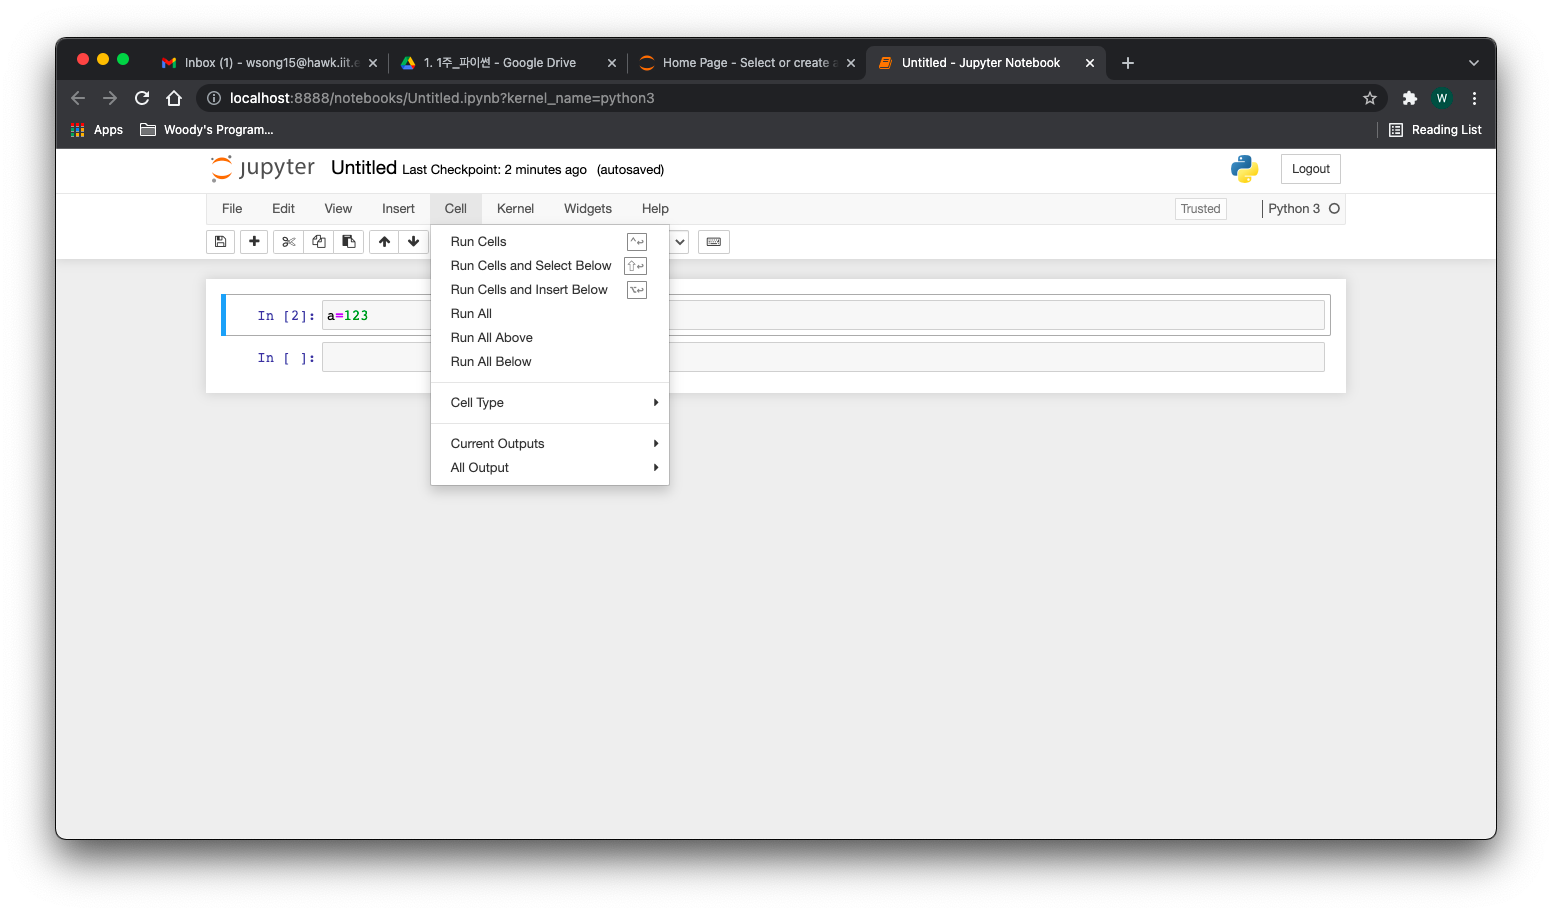 Inbox (1) - wsong15@hawk.iit.e
1. 1주_파이썬 - Google Drive
Home Page - Select or create a
Untitled - Jupyter Notebook
localhost:8888/notebooks/Untitled.ipynb?kernel_name=python3
W
Apps
Woody's Program...
Reading List
jupyter
Untitled Last Checkpoint: 2 minutes ago (autosaved)
Logout
File Edit View Insert Cell Kernel Widgets Help
Trusted
Python 3
Run Cells
Run Cells and Select Below
Run Cells and Insert Below
Run All
Run All Above
Run All Below
Cell Type
Current Outputs
All Output
In [2]: a=123
In [ ]: